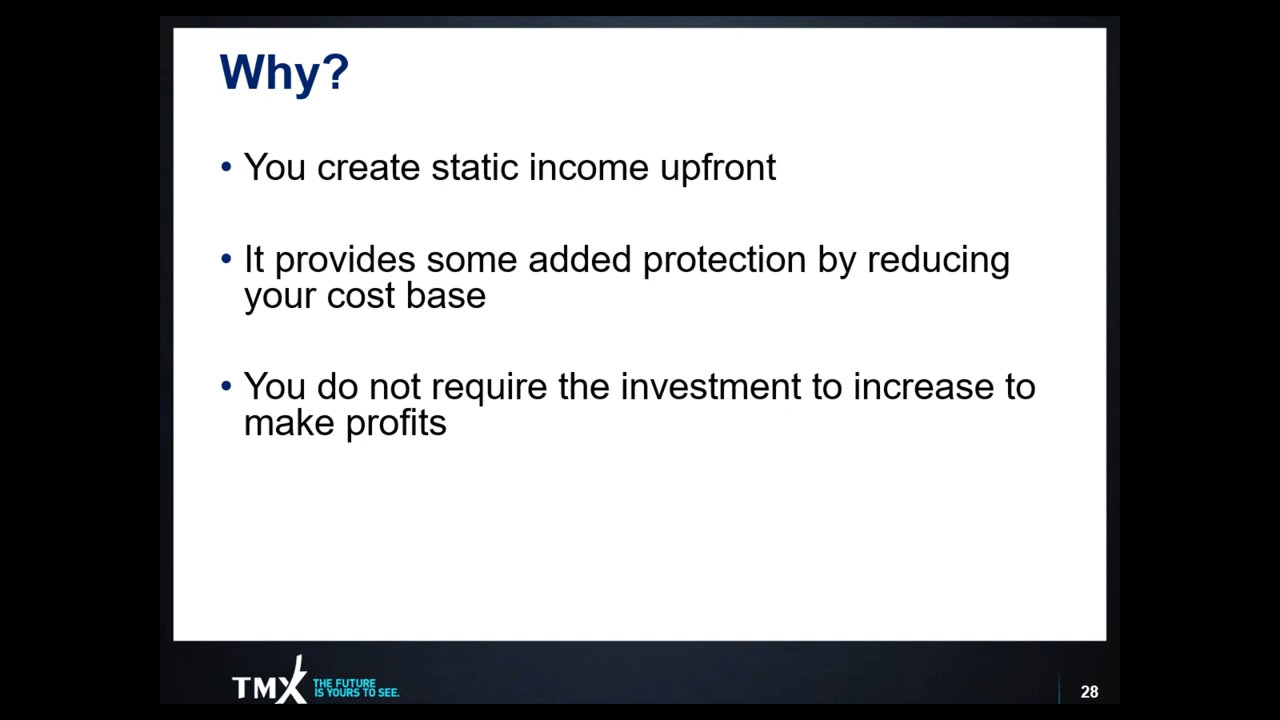 Why?
• You create static income upfront
• It provides some added protection by reducing
your cost base
• You do not require the investment to increase to
make profits
TMX
THE FUTURE
IS YOURS TO SEE.
28